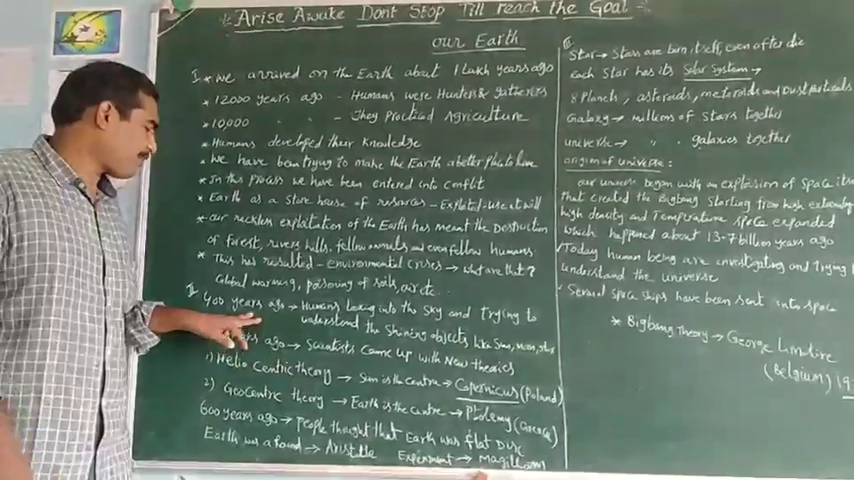 * Arise Awake Dont Stop Till reach the Goal
our Earth
I * we arrived on the Earth about 1 Lakh years ago
* 12000 years ago - Humans were Hunters & gatherers
* 10,000 " " - They Practiced Agriculture
* Humans developed their Knowledge
* we have been trying to make the Earth a better place to live
* In this process we have been entered into conflict
* Earth as a Store house of resources - Exploited - use at will
* our reckless exploitation of the Earth has meant the Destruction
of forest, rivers hills, fellow animals and even fellow humans
* This has resulted - environmental crises → what are that?
Global warming, poisoning of soils, air etc
II 400 years ago → Humans looking into the sky and trying to
understand the shining objects like Sun, moon, star
ago → Scientists came up with New theories
1) Helio Centric theory → Sun is the centre → Copernicus (Poland
2) GeoCentric theory → Earth is the centre → Ptolemy (Greece)
600 years ago → People thought that Earth was flat Disc
Earth was a Round → Aristotle Experiment →
Star → Stars are born itself, even after die
each Star has its Solar System →
8 Planets, asteroids, meteoroids and Dust Particals
Galaxy → millions of Stars together
universe → " " galaxies together
origin of universe :
our universe began with an explosion of Space its
that created the Bigbang Starting from high
high density and Temperature space expanded
which happened about 13.7 billion years ago
Today human being are investigating and trying
understand the universe
* Several Space Ships have been sent into Space
* Bigbang Theory → George
(Belgium) 19